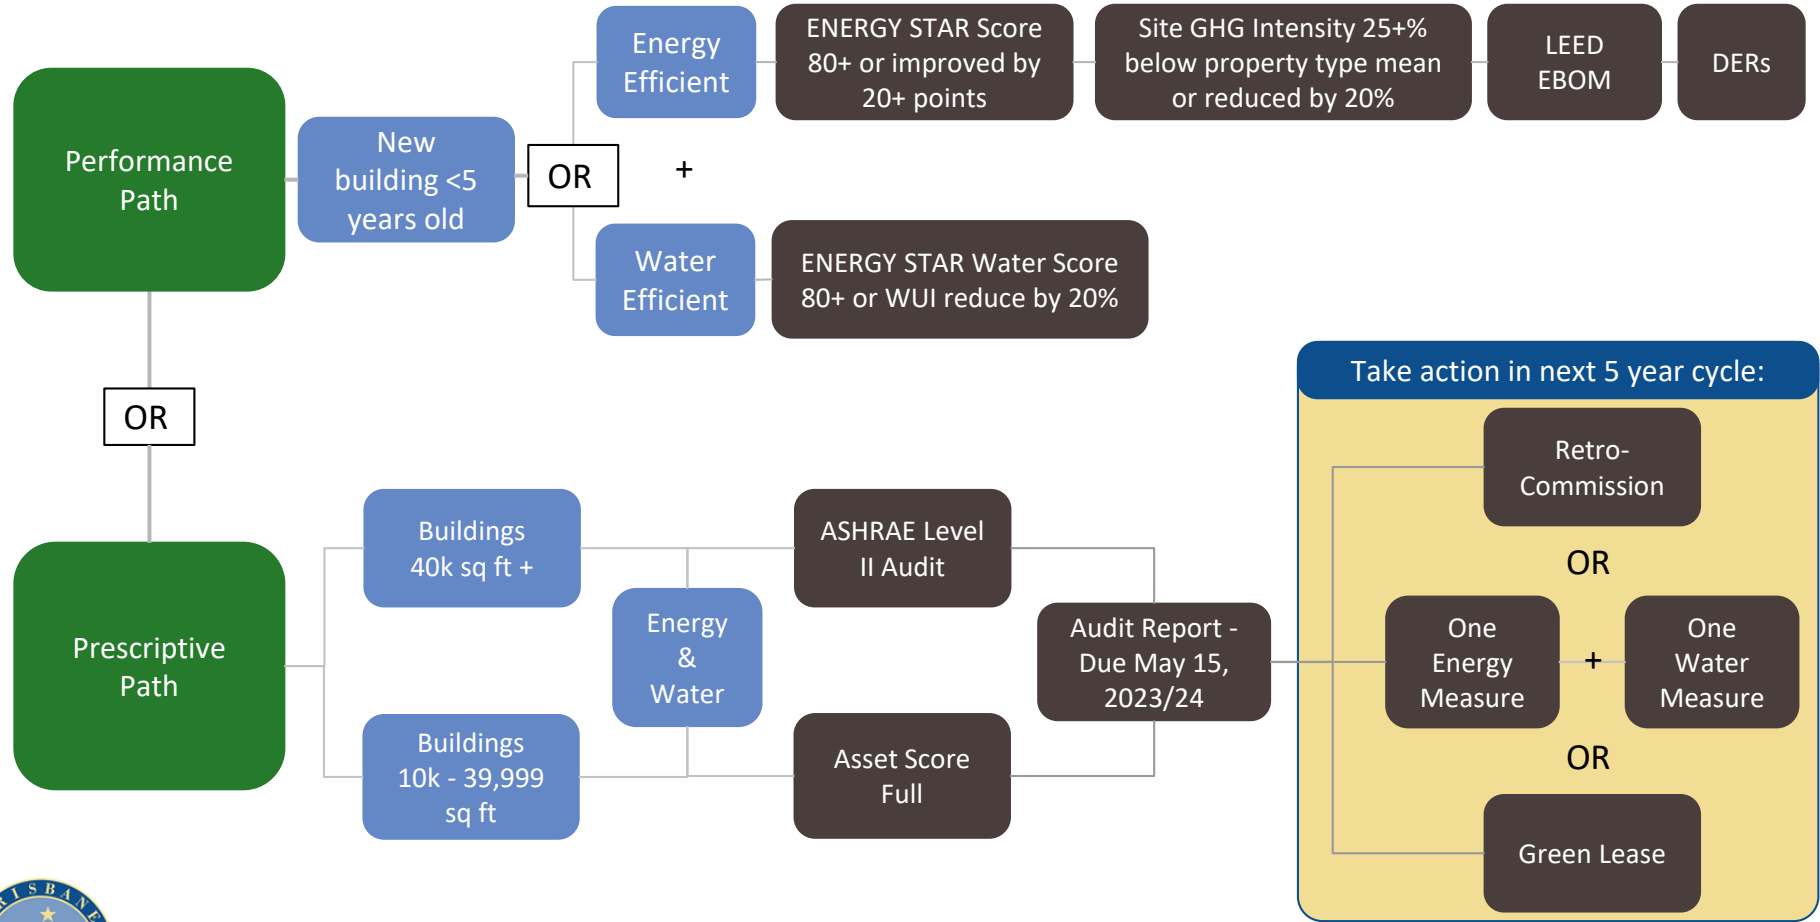 Performance
Path
New
building <5
years old
OR
Energy
Efficient
ENERGY STAR Score
80+ or improved by
20+ points
Site GHG Intensity 25+%
below property type mean
or reduced by 20%
LEED
EBOM
DERs
+
Water
Efficient
ENERGY STAR Water Score
80+ or WUI reduce by 20%
OR
Prescriptive
Path
Buildings
40k sq ft +
Buildings
10k - 39,999
sq ft
Energy
&
Water
ASHRAE Level
II Audit
Asset Score
Full
Audit Report -
Due May 15,
2023/24
Take action in next 5 year cycle:
Retro-
Commission
OR
One
Energy
Measure
+
One
Water
Measure
OR
Green Lease
RISBANE